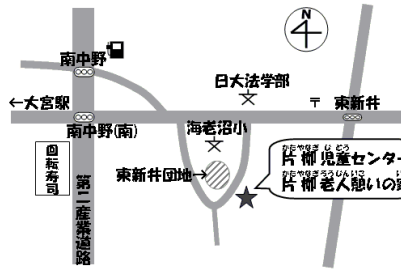 N
南中野
日大法学部
←大宮駅
〒
東新井
南中野(南)
海老沼小
回転寿司
第二産業道路
東新井団地→
かたやなぎ じ どう
片柳児童センター
かたやなぎろうじんいこ い
片柳老人憩いの家